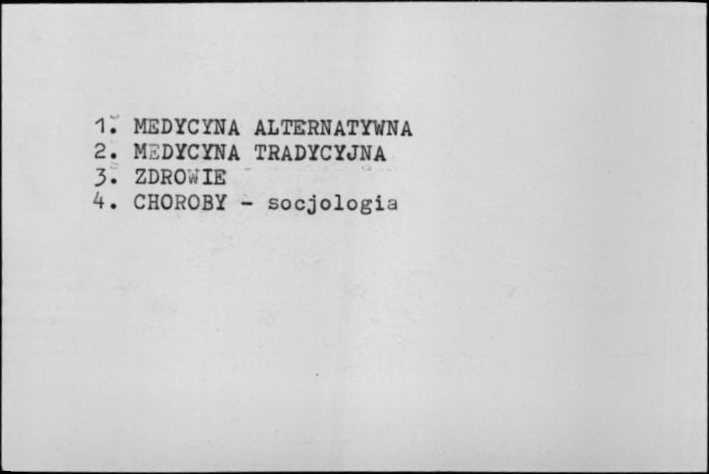 1. MEDYCYNA ALTERNATYWNA
2. MEDYCYNA TRADYCYJNA
3. ZDROWIE
4. CHOROBY - socjologia